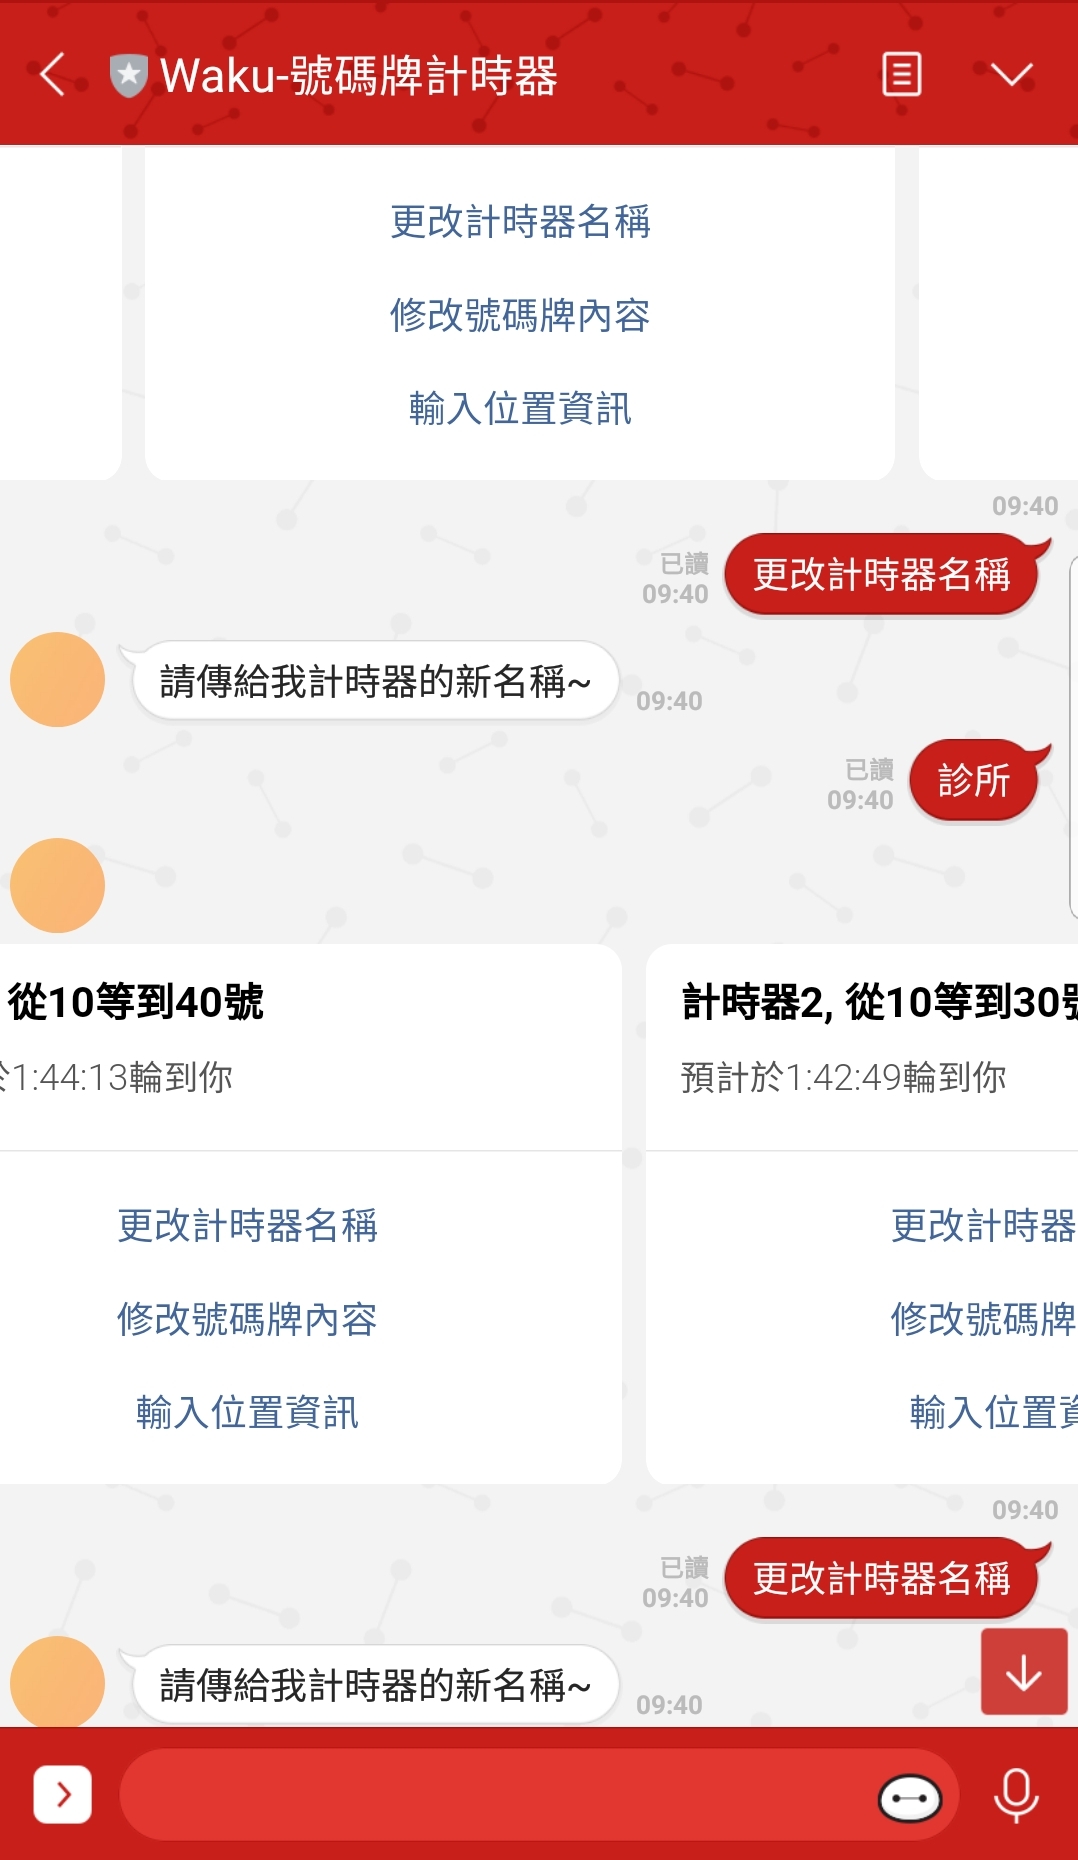 Waku-號碼牌計時器
更改計時器名稱
修改號碼牌內容
輸入位置資訊
09:40
已讀
09:40
更改計時器名稱
請傳給我計時器的新名稱~
09:40
已讀
09:40
診所
從10等到40號
於1:44:13輪到你
更改計時器名稱
修改號碼牌內容
輸入位置資訊
計時器2, 從10等到30號
預計於1:42:49輪到你
更改計時器
修改號碼牌
輸入位置資
09:40
已讀
09:40
更改計時器名稱
請傳給我計時器的新名稱~
09:40